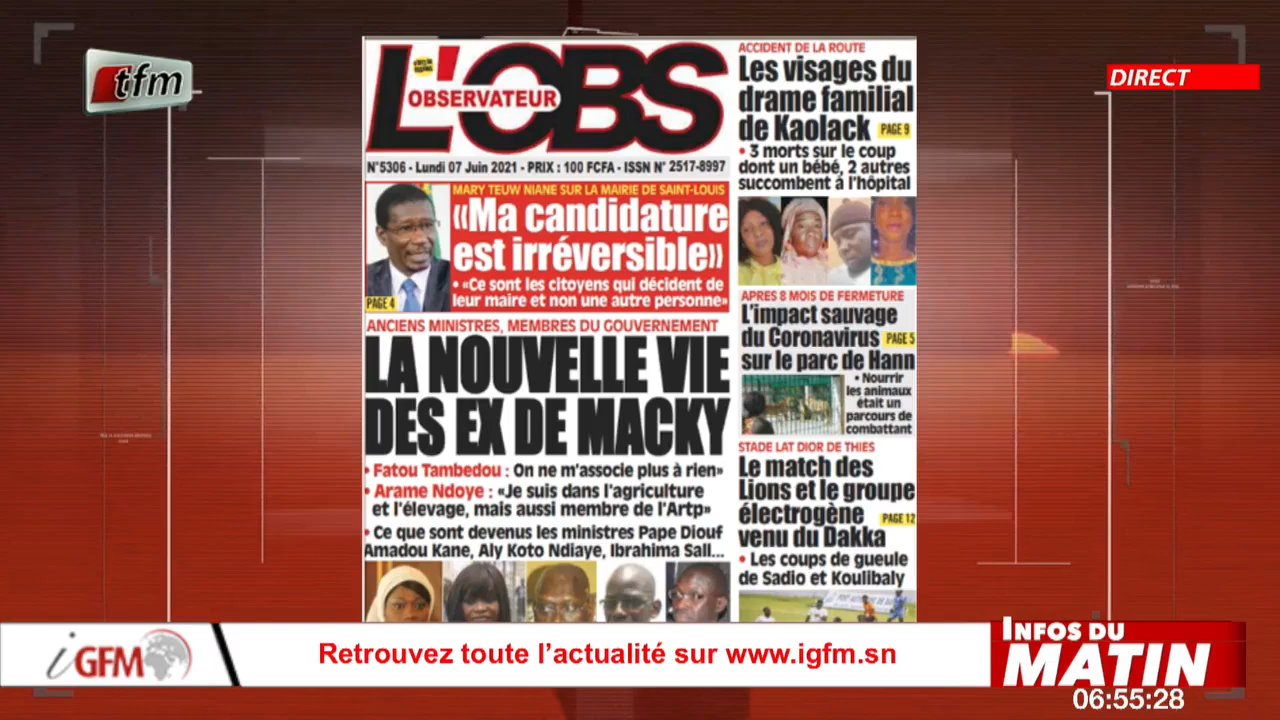 tfm
DIRECT
L'OBS
OBSERVATEUR
N°5306 - Lundi 07 Juin 2021 - PRIX : 100 FCFA - ISSN N° 2517-8997
MARY TEUW NIANE SUR LA MAIRIE DE SAINT-LOUIS
«Ma candidature
est irréversible»
• «Ce sont les citoyens qui décident de
leur maire et non une autre personne»
PAGE 4
ANCIENS MINISTRES, MEMBRES DU GOUVERNEMENT
LA NOUVELLE VIE
DES EX DE MACKY
• Fatou Tambedou : On ne m'associe plus à rien»
• Arame Ndoye : «Je suis dans l'agriculture
et l'élevage, mais aussi membre de l'Artp»
• Ce que sont devenus les ministres Pape Diouf
Amadou Kane, Aly Koto Ndiaye, Ibrahima Sall...
ACCIDENT DE LA ROUTE
Les visages du
drame familial
de Kaolack PAGE 9
• 3 morts sur le coup
dont un bébé, 2 autres
succombent à l'hôpital
APRES 8 MOIS DE FERMETURE
L'impact sauvage
du Coronavirus PAGE 5
sur le parc de Hann
• Nourrir
les animaux
était un
parcours de
combattant
STADE LAT DIOR DE THIES
Le match des
Lions et le groupe
électrogène PAGE 12
venu du Dakka
• Les coups de gueule
de Sadio et Koulibaly
iGFM
Retrouvez toute l'actualité sur www.igfm.sn
INFOS DU
MATIN
06:55:28